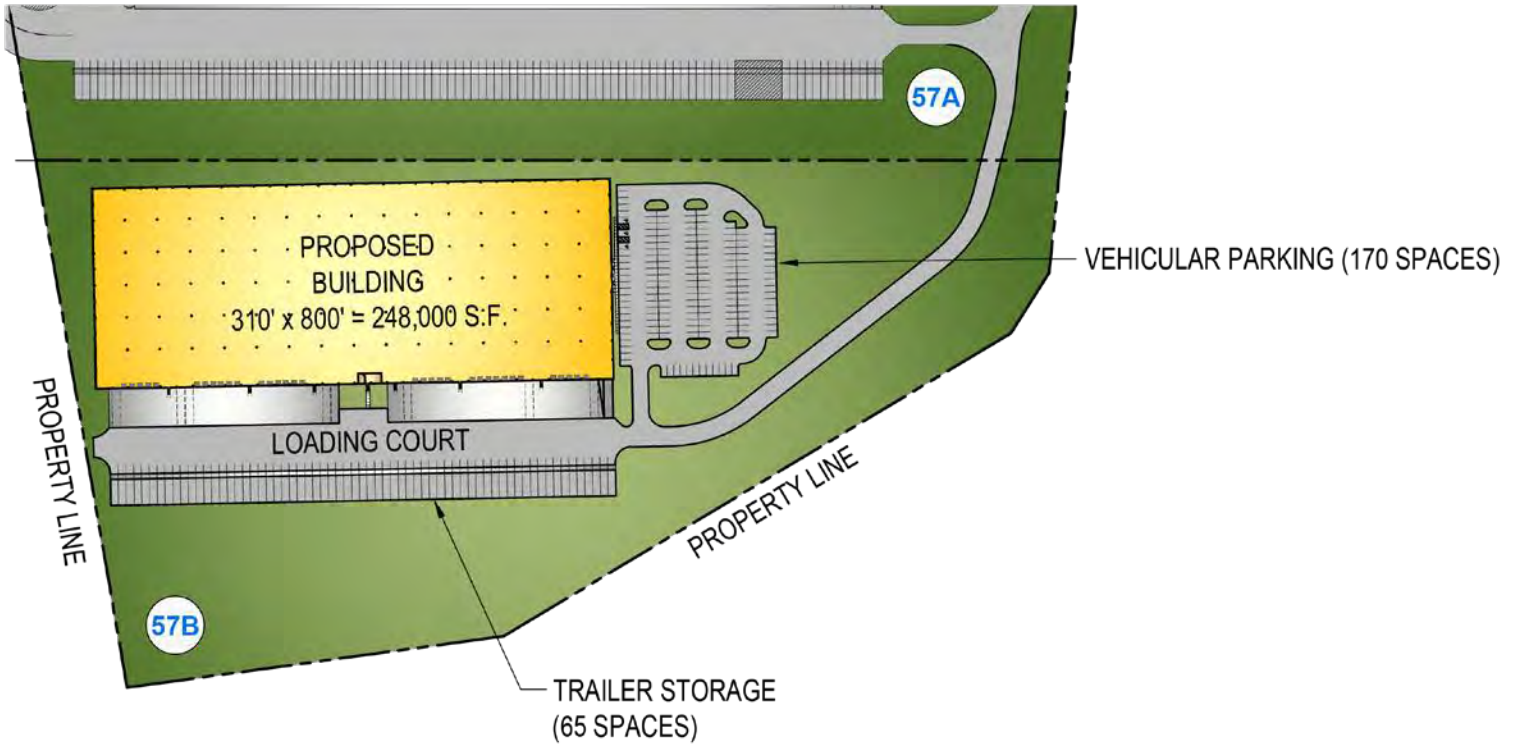 57A
PROPOSED
BUILDING
310' x 800' = 248,000 S.F.
VEHICULAR PARKING (170 SPACES)
PROPERTY LINE
LOADING COURT
PROPERTY LINE
57B
TRAILER STORAGE
(65 SPACES)